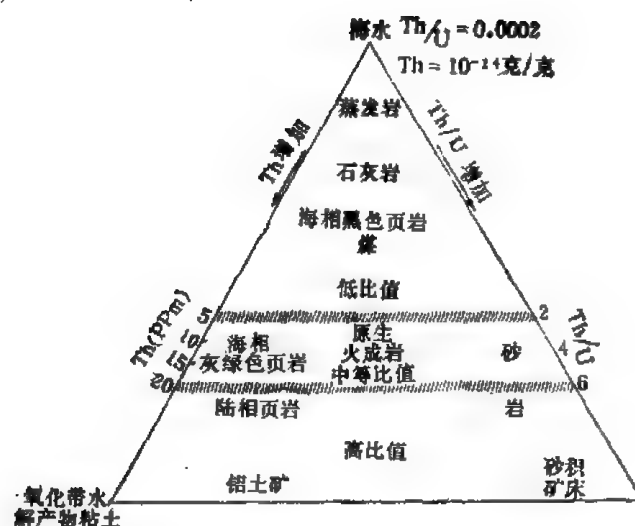 海水 Th/U = 0.0002
Th = 10⁻¹⁴克/克
蒸发岩
Th增加
Th/U 增加
石灰岩
海相黑色页岩
煤
低比值
5
2
Th(PPm)
10
15
20
海相
灰绿色页岩
原生
火成岩
中等比值
砂
4
Th/U
6
陆相页岩
岩
高比值
铝土矿
砂积
矿床
氧化带水
解产物粘土